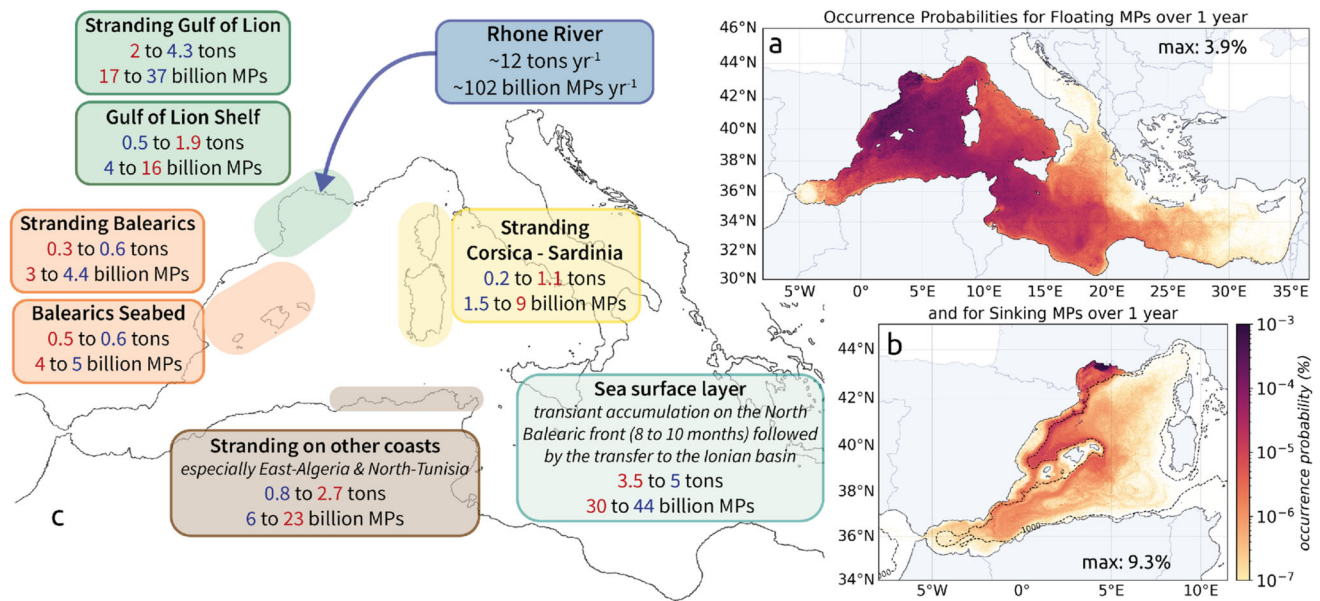 Stranding Gulf of Lion
2 to 4.3 tons
17 to 37 billion MPs
Gulf of Lion Shelf
0.5 to 1.9 tons
4 to 16 billion MPs
Rhone River
~12 tons yr⁻¹
~102 billion MPs yr⁻¹
Stranding Balearics
0.3 to 0.6 tons
3 to 4.4 billion MPs
Balearics Seabed
0.5 to 0.6 tons
4 to 5 billion MPs
Stranding
Corsica - Sardinia
0.2 to 1.1 tons
1.5 to 9 billion MPs
Stranding on other coasts
especially East-Algeria & North-Tunisia
0.8 to 2.7 tons
6 to 23 billion MPs
Sea surface layer
transiant accumulation on the North
Balearic front (8 to 10 months) followed
by the transfer to the Ionian basin
3.5 to 5 tons
30 to 44 billion MPs
c
Occurrence Probabilities for Floating MPs over 1 year
a
max: 3.9%
46°N
44°N
42°N
40°N
38°N
36°N
34°N
32°N
30°N
5°W 0° 5°E 10°E 15°E 20°E 25°E 30°E 35°E
and for Sinking MPs over 1 year
b
44°N
42°N
40°N
38°N
36°N
34°N
max: 9.3%
5°W 0° 5°E 10°E
10⁻³
10⁻⁴
10⁻⁵
10⁻⁶
10⁻⁷
occurrence probability (%)